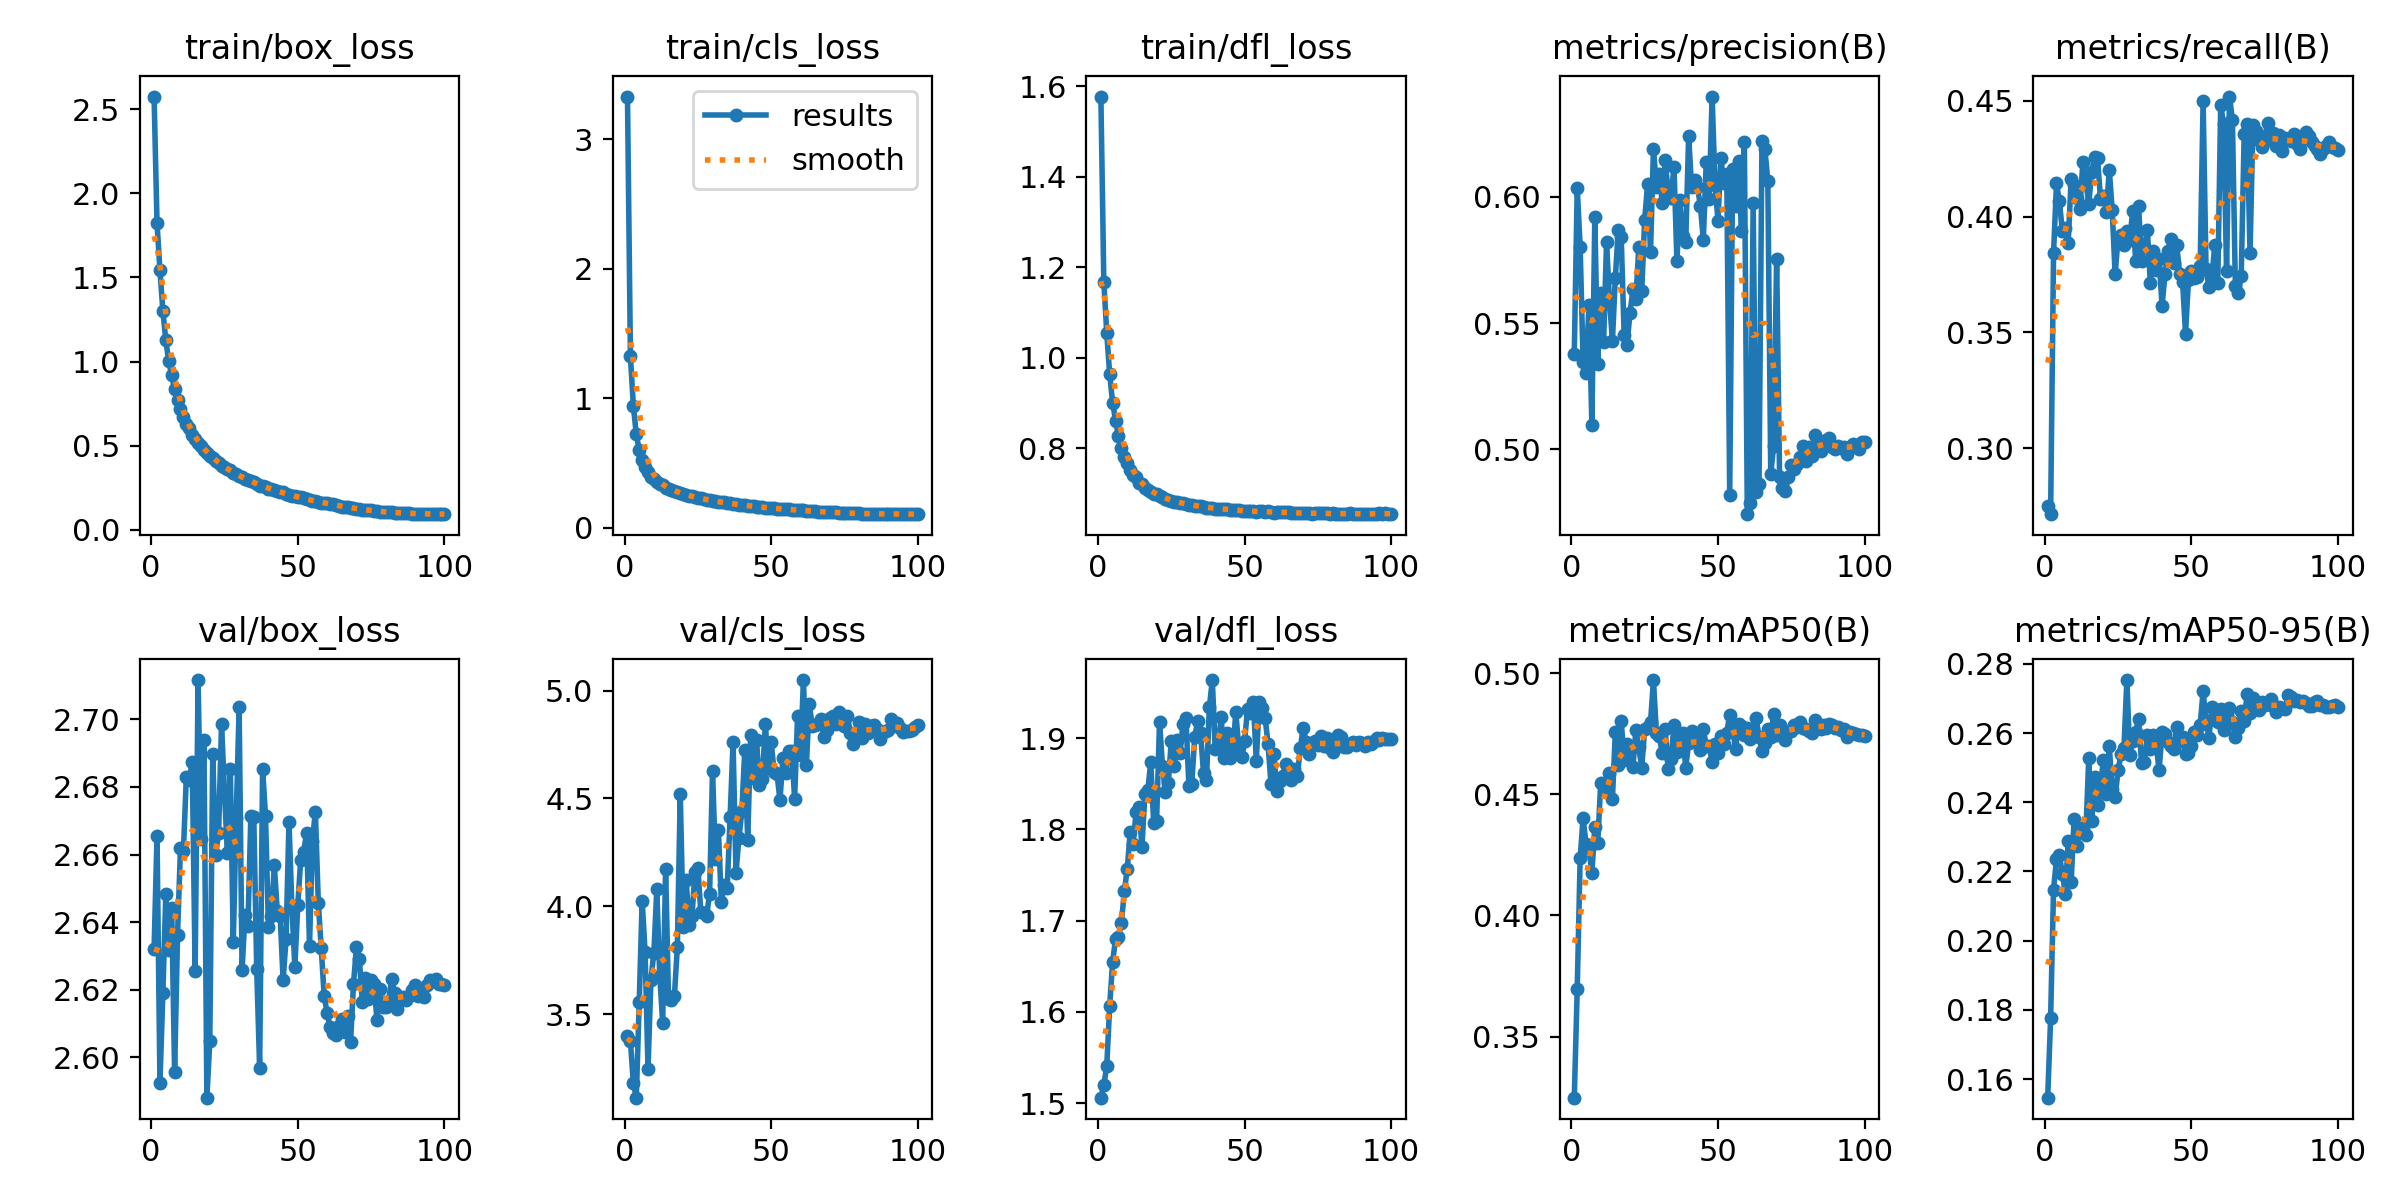 train/box_loss
2.5
2.0
1.5
1.0
0.5
0.0
0 50 100
train/cls_loss
results
smooth
3
2
1
0
0 50 100
train/dfl_loss
1.6
1.4
1.2
1.0
0.8
0 50 100
metrics/precision(B)
0.60
0.55
0.50
0 50 100
metrics/recall(B)
0.45
0.40
0.35
0.30
0 50 100
val/box_loss
2.70
2.68
2.66
2.64
2.62
2.60
0 50 100
val/cls_loss
5.0
4.5
4.0
3.5
0 50 100
val/dfl_loss
1.9
1.8
1.7
1.6
1.5
0 50 100
metrics/mAP50(B)
0.50
0.45
0.40
0.35
0 50 100
metrics/mAP50-95(B)
0.28
0.26
0.24
0.22
0.20
0.18
0.16
0 50 100